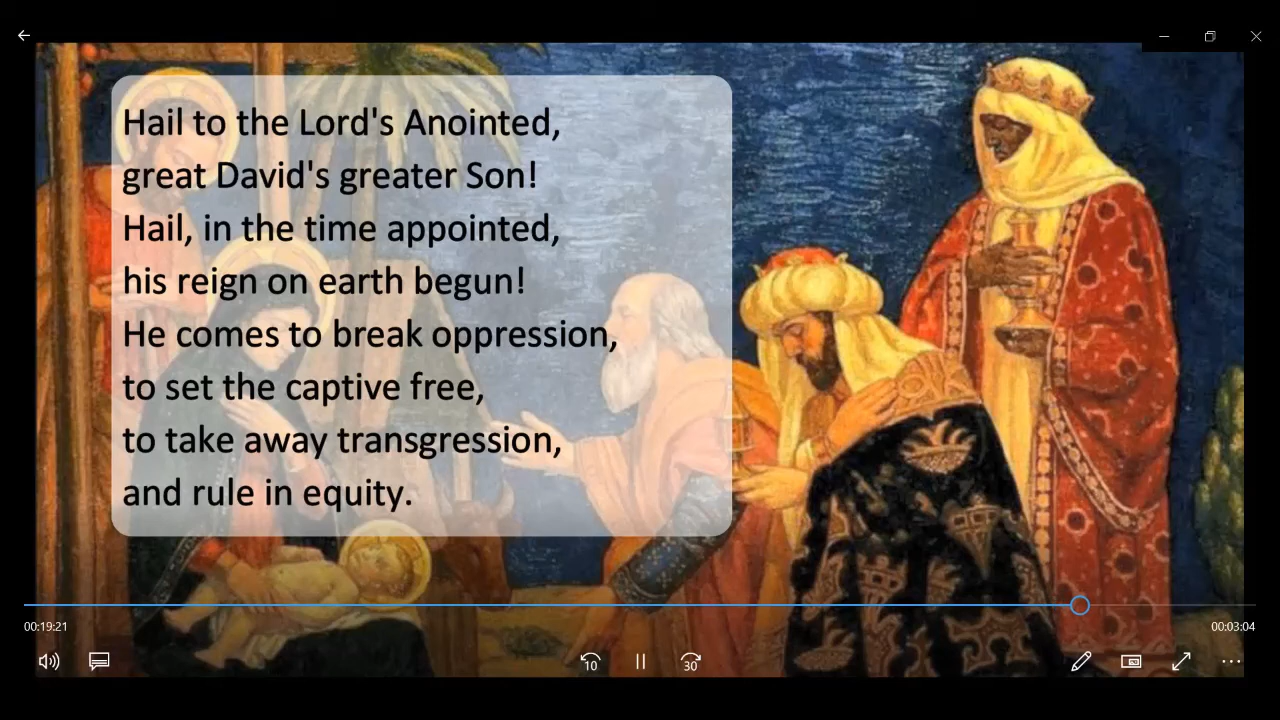 Hail to the Lord's Anointed,
great David's greater Son!
Hail, in the time appointed,
his reign on earth begun!
He comes to break oppression,
to set the captive free,
to take away transgression,
and rule in equity.
00:19:21
00:03:04
10
30